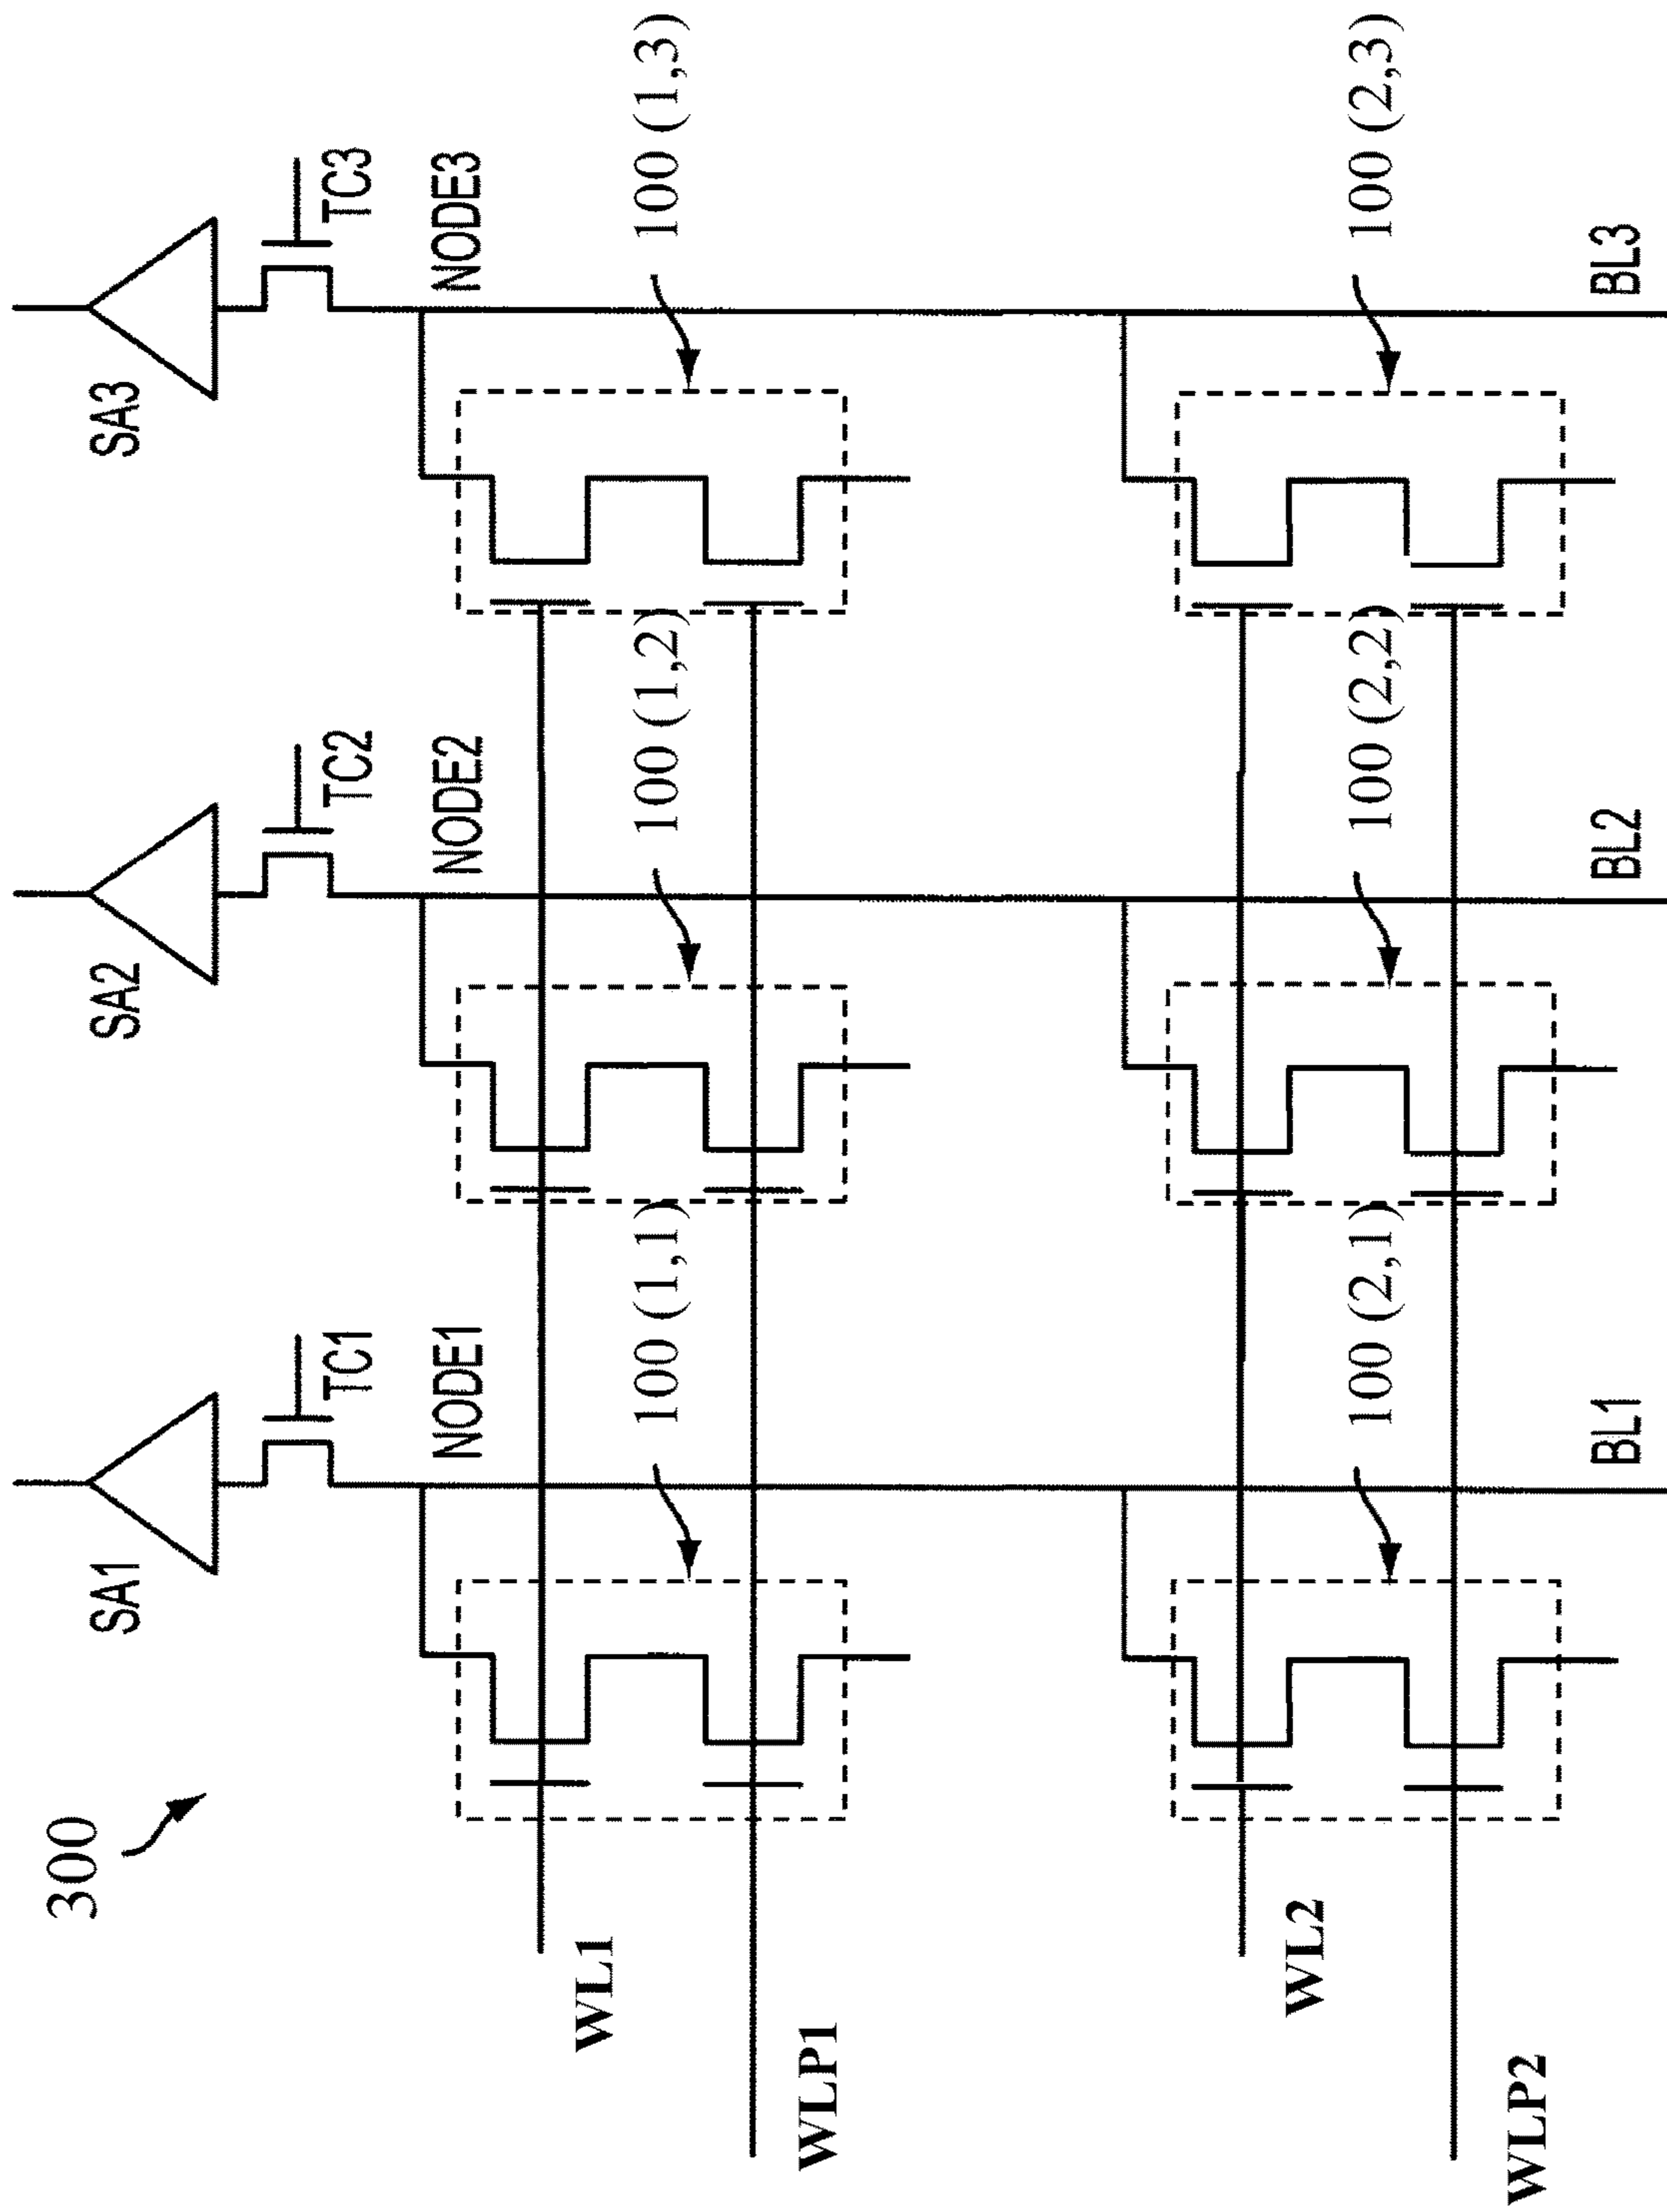 300
SA1
SA2
SA3
TC1
TC2
TC3
NODE1
NODE2
NODE3
WL1
100 (1,1)
100 (1,2)
100 (1,3)
WLP1
WL2
100 (2,1)
100 (2,2)
100 (2,3)
WLP2
BL1
BL2
BL3